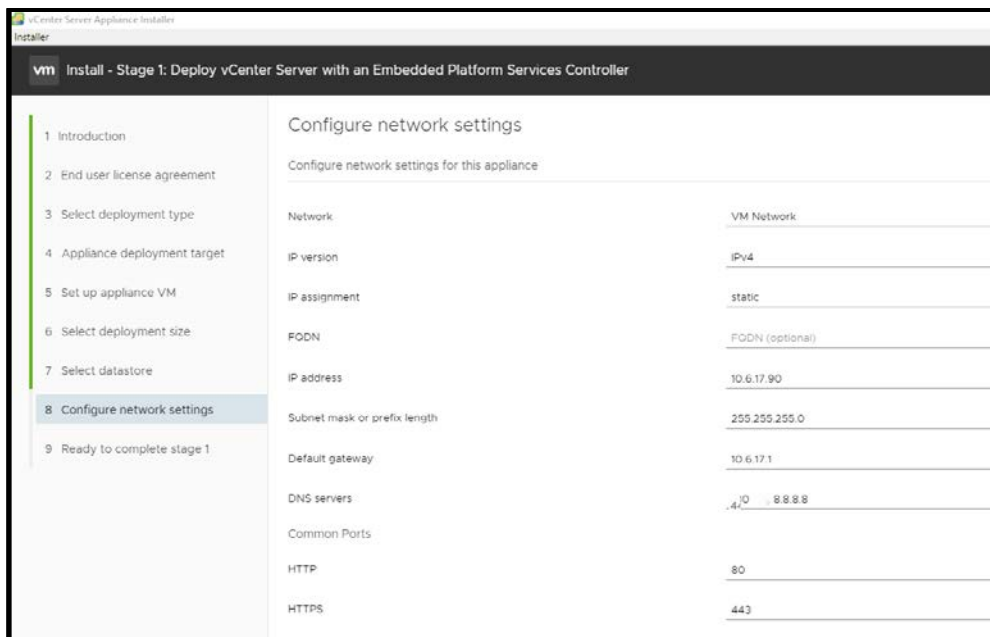 vCenter Server Appliance Installer
Installer
vm Install - Stage 1: Deploy vCenter Server with an Embedded Platform Services Controller
1 Introduction
2 End user license agreement
3 Select deployment type
4 Appliance deployment target
5 Set up appliance VM
6 Select deployment size
7 Select datastore
8 Configure network settings
9 Ready to complete stage 1
Configure network settings
Configure network settings for this appliance
Network VM Network
IP version IPv4
IP assignment static
FQDN FQDN (optional)
IP address 10.6.17.90
Subnet mask or prefix length 255.255.255.0
Default gateway 10.6.17.1
DNS servers 8.8.8.8
Common Ports
HTTP 80
HTTPS 443